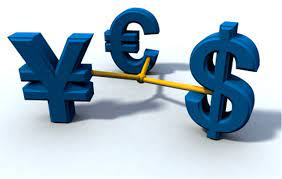 ¥ € $